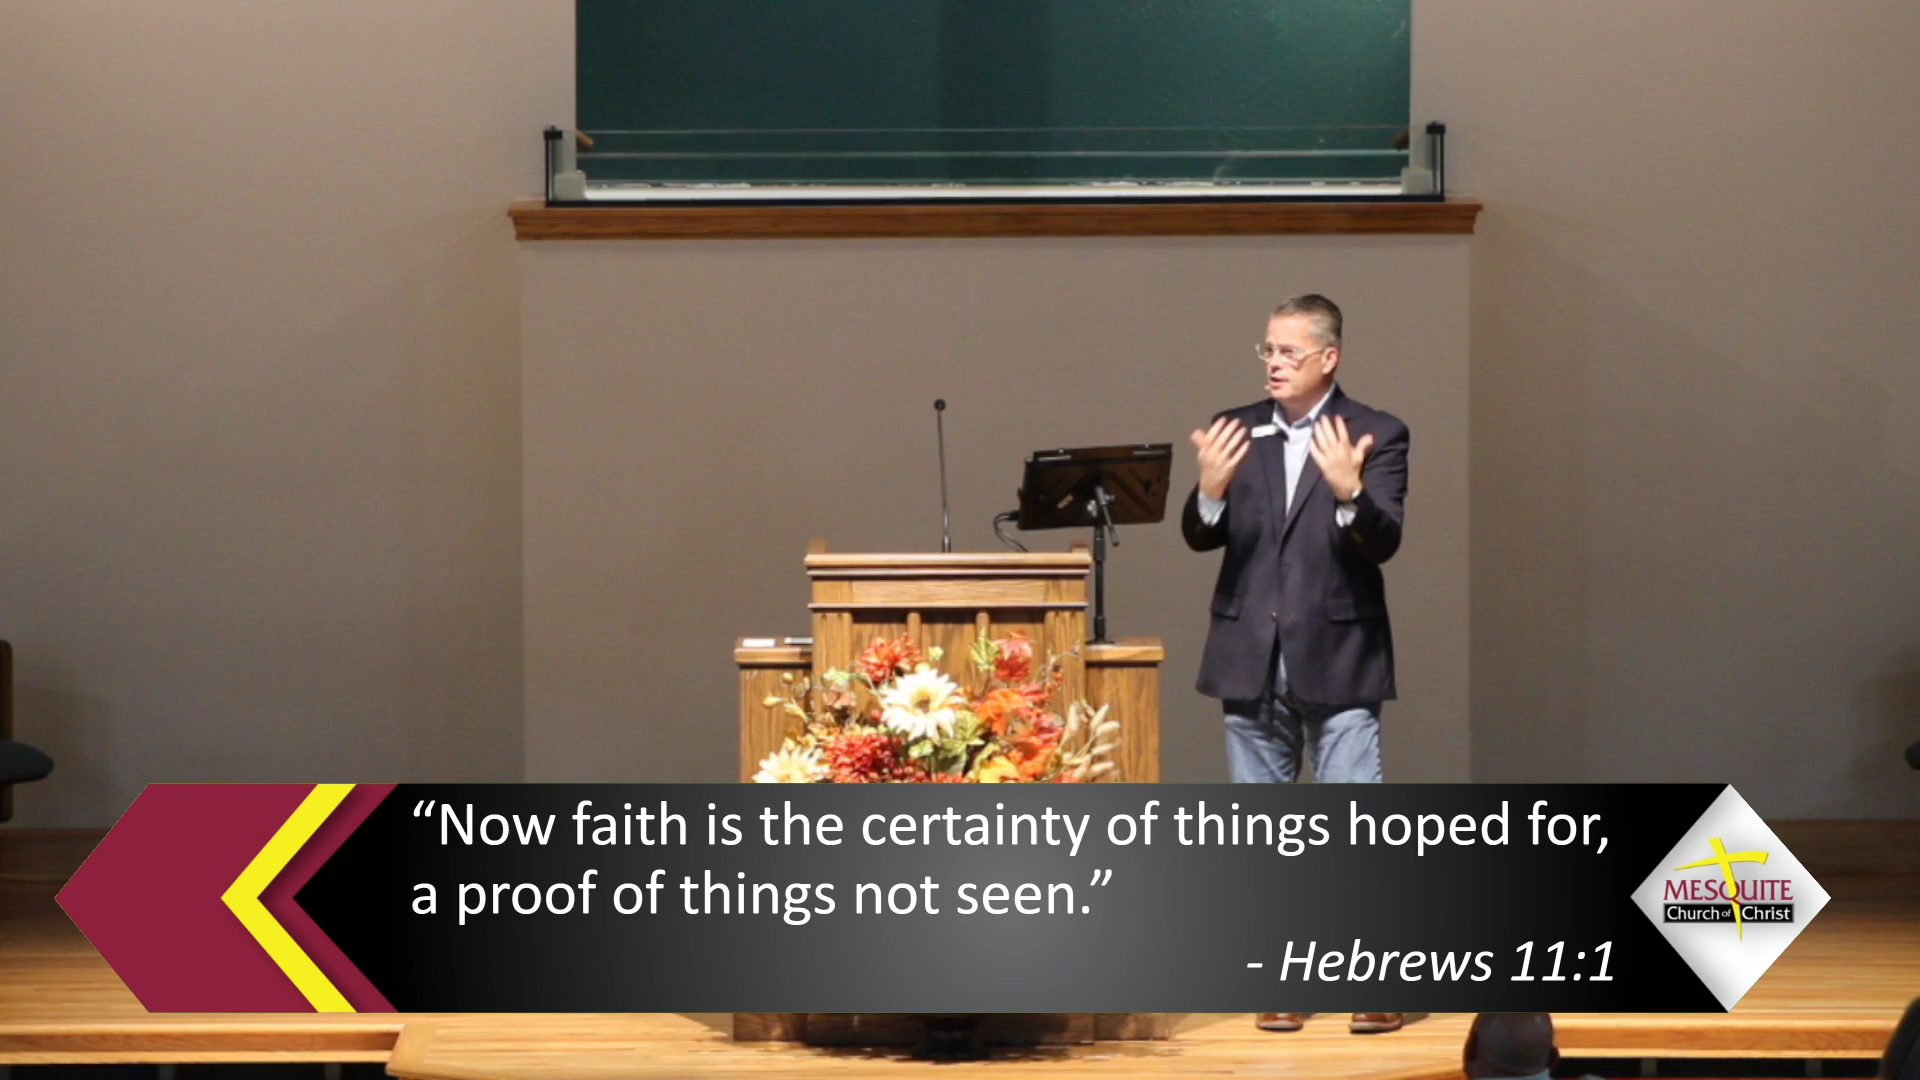 “Now faith is the certainty of things hoped for,
a proof of things not seen.”
- Hebrews 11:1
MESQUITE
Church of Christ